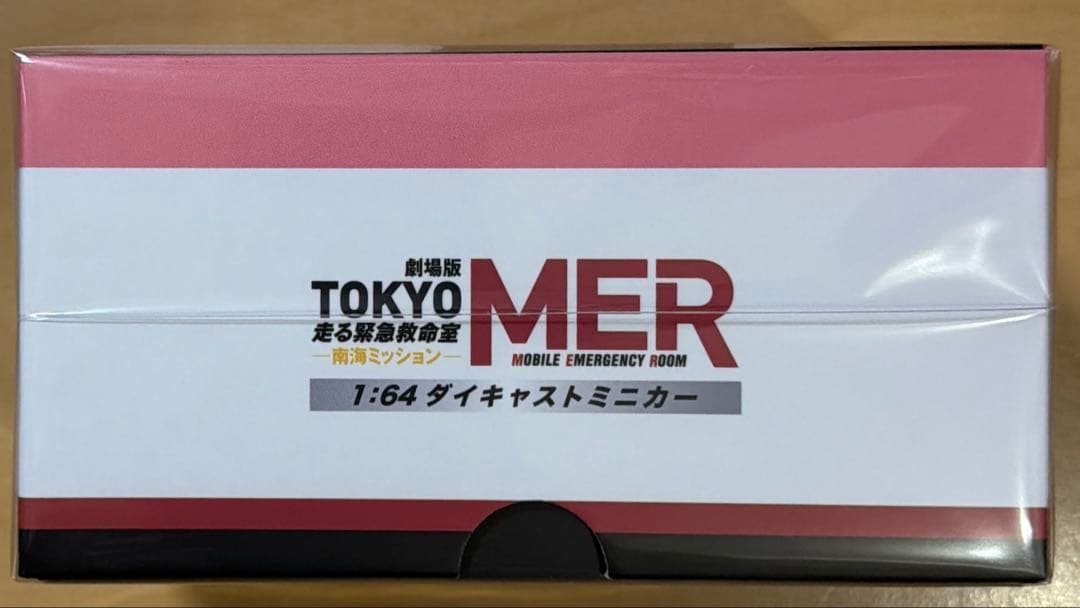 劇場版
TOKYO MER
走る緊急救命室
—南海ミッション—
MOBILE EMERGENCY ROOM
1:64 ダイキャストミニカー